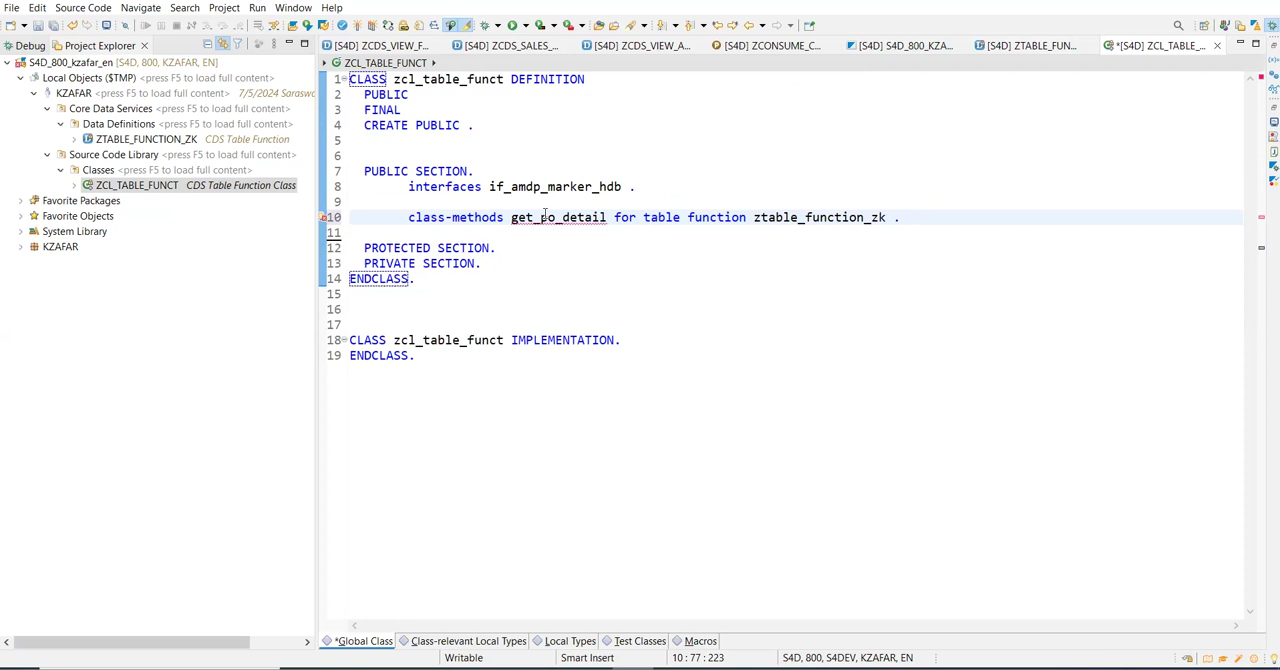 File Edit Source Code Navigate Search Project Run Window Help
Debug Project Explorer
[S4D] ZCDS_VIEW_F... [S4D] ZCDS_SALES_... [S4D] ZCDS_VIEW_A... [S4D] ZCONSUME_C... [S4D] S4D_800_KZA... [S4D] ZTABLE_FUN... *[S4D] ZCL_TABLE_...
S4D_800_kzafar_en [S4D, 800, KZAFAR, EN]
Local Objects ($TMP) <press F5 to load full content>
KZAFAR <press F5 to load full content> 7/5/2024 Saraswa
Core Data Services <press F5 to load full content>
Data Definitions <press F5 to load full content>
ZTABLE_FUNCTION_ZK CDS Table Function
Source Code Library <press F5 to load full content>
Classes <press F5 to load full content>
ZCL_TABLE_FUNCT CDS Table Function Class
Favorite Packages
Favorite Objects
System Library
KZAFAR
ZCL_TABLE_FUNCT
1 CLASS zcl_table_funct DEFINITION
2 PUBLIC
3 FINAL
4 CREATE PUBLIC .
5
6
7 PUBLIC SECTION.
8 interfaces if_amdp_marker_hdb .
9
10 class-methods get_po_detail for table function ztable_function_zk .
11
12 PROTECTED SECTION.
13 PRIVATE SECTION.
14 ENDCLASS.
15
16
17
18 CLASS zcl_table_funct IMPLEMENTATION.
19 ENDCLASS.
*Global Class Class-relevant Local Types Local Types Test Classes Macros
Writable Smart Insert 10 : 77 : 223 S4D, 800, S4DEV, KZAFAR, EN